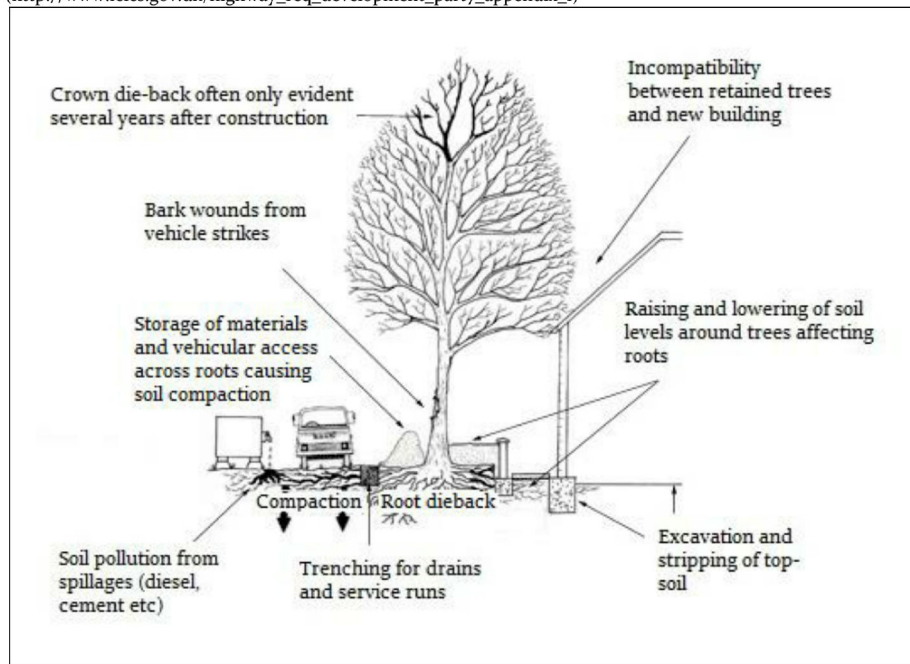 Crown die-back often only evident
several years after construction
Incompatibility
between retained trees
and new building
Bark wounds from
vehicle strikes
Storage of materials
and vehicular access
across roots causing
soil compaction
Raising and lowering of soil
levels around trees affecting
roots
Compaction
Root dieback
Soil pollution from
spillages (diesel,
cement etc)
Trenching for drains
and service runs
Excavation and
stripping of top-
soil